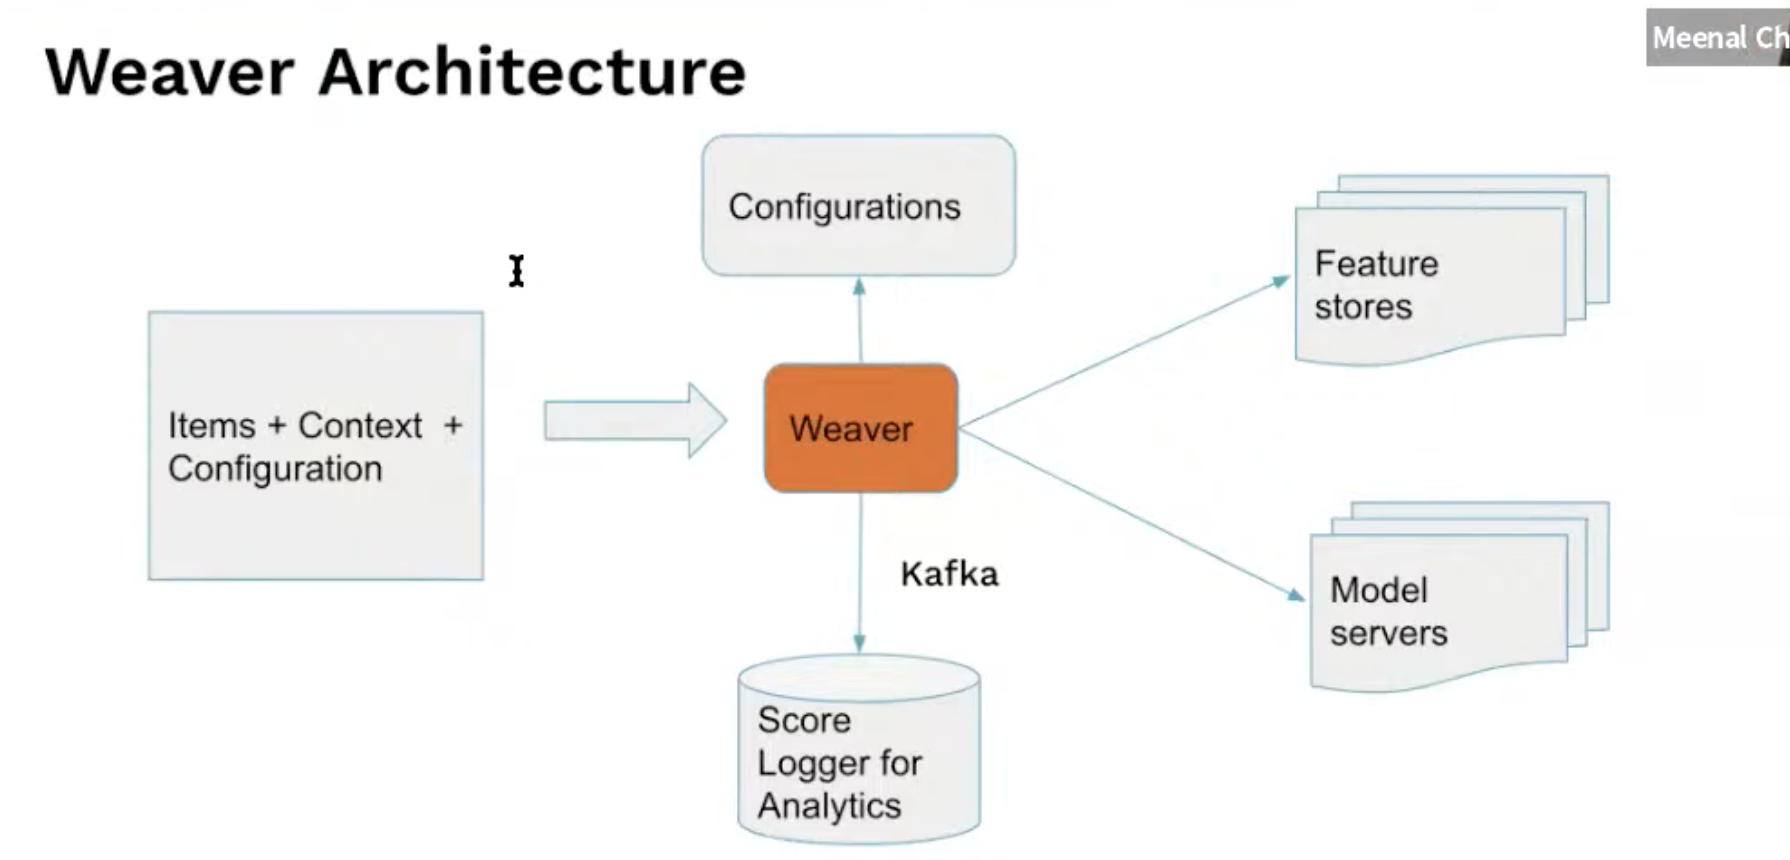 Weaver Architecture
Meenal Ch
Configurations
Feature
stores
Items + Context +
Configuration
Weaver
Kafka
Model
servers
Score
Logger for
Analytics